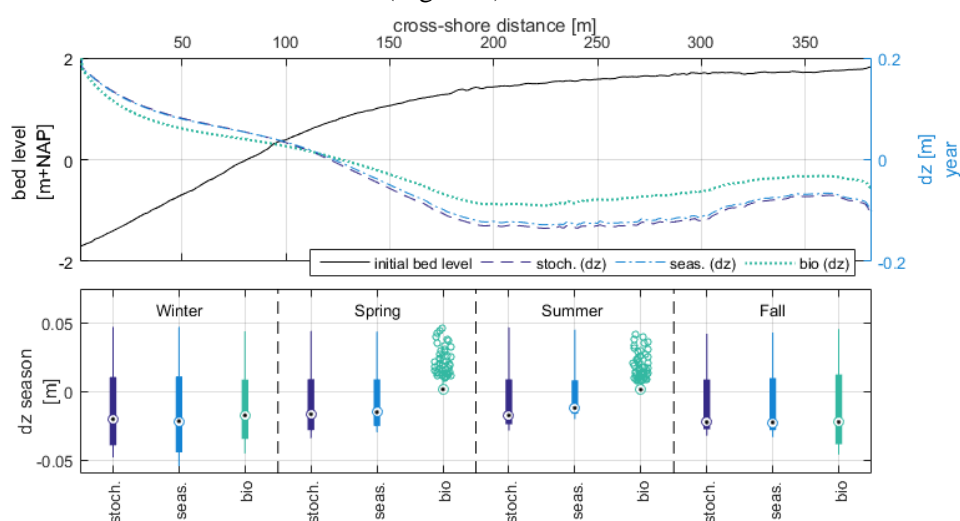 cross-shore distance [m]
50 100 150 200 250 300 350
2 0.2
bed level
[m+NAP]
0 0
dz [m]
year
-2 -0.2
initial bed level stoch. (dz) seas. (dz) bio (dz)
Winter Spring Summer Fall
dz season
[m]
0.05
0
-0.05
stoch. seas. bio stoch. seas. bio stoch. seas. bio stoch. seas. bio